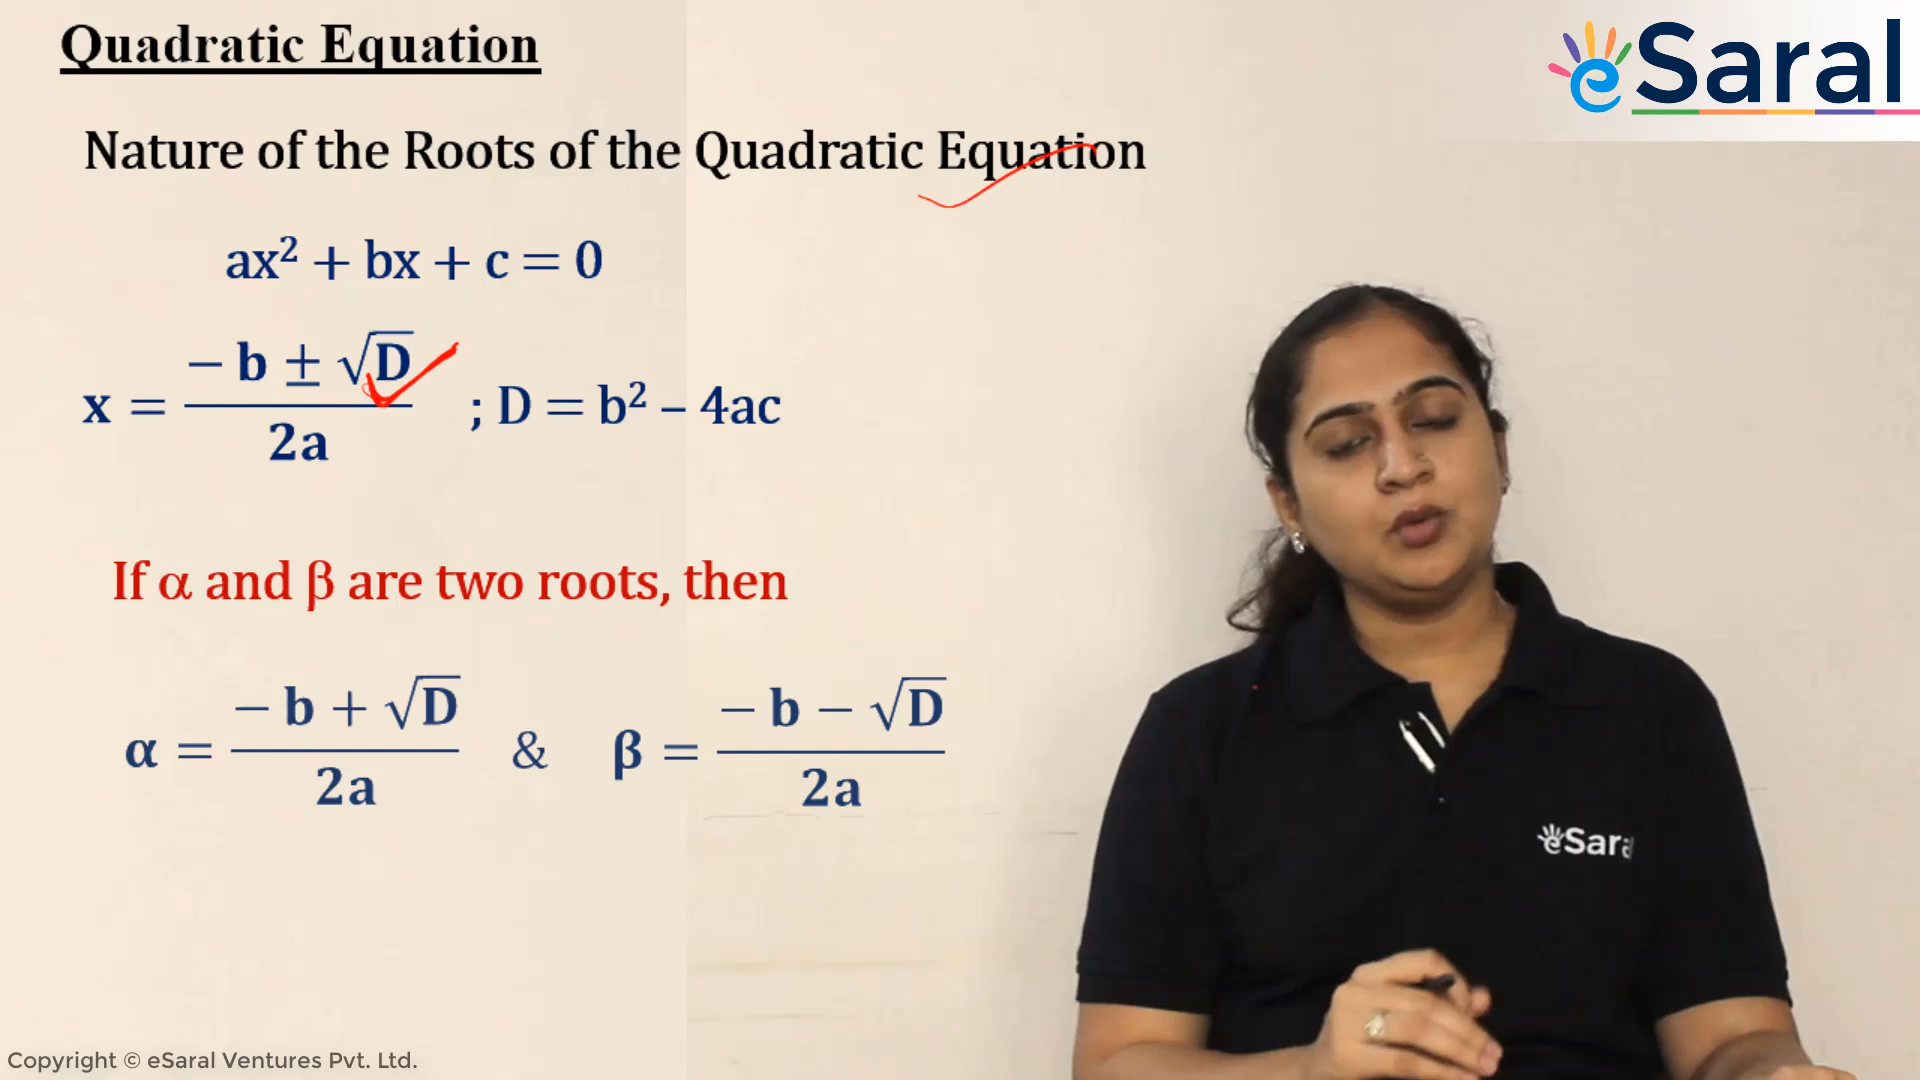 Quadratic Equation
eSaral
Nature of the Roots of the Quadratic Equation
ax² + bx + c = 0
x = (– b ± √D) / 2a ; D = b² – 4ac
If α and β are two roots, then
α = (– b + √D) / 2a & β = (– b – √D) / 2a
eSara
Copyright © eSaral Ventures Pvt. Ltd.